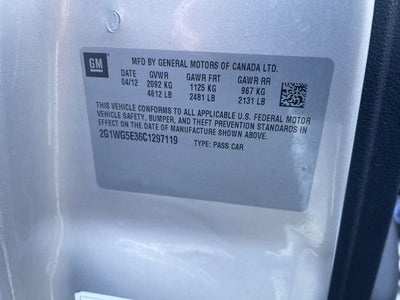 GM
MFD BY GENERAL MOTORS OF CANADA LTD.
DATE GVWR GAWR FRT GAWR RR
04/12 2092 KG 1125 KG 967 KG
4612 LB 2481 LB 2131 LB
THIS VEHICLE CONFORMS TO ALL APPLICABLE U.S. FEDERAL MOTOR
VEHICLE SAFETY, BUMPER, AND THEFT PREVENTION STANDARDS IN
EFFECT ON THE DATE OF MANUFACTURE SHOWN ABOVE.
2G1WG5E36C1297119 TYPE: PASS CAR